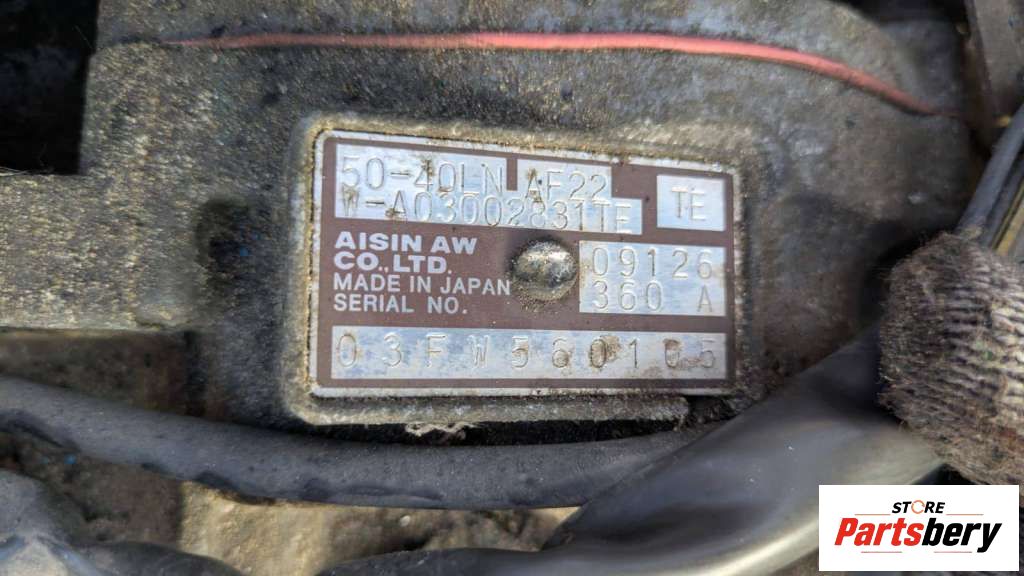 50-40LN AF22
W-A03002831TE
TE
AISIN AW
CO.,LTD.
MADE IN JAPAN
SERIAL NO.
09126
360 A
03FW560105
STORE
Partsbery